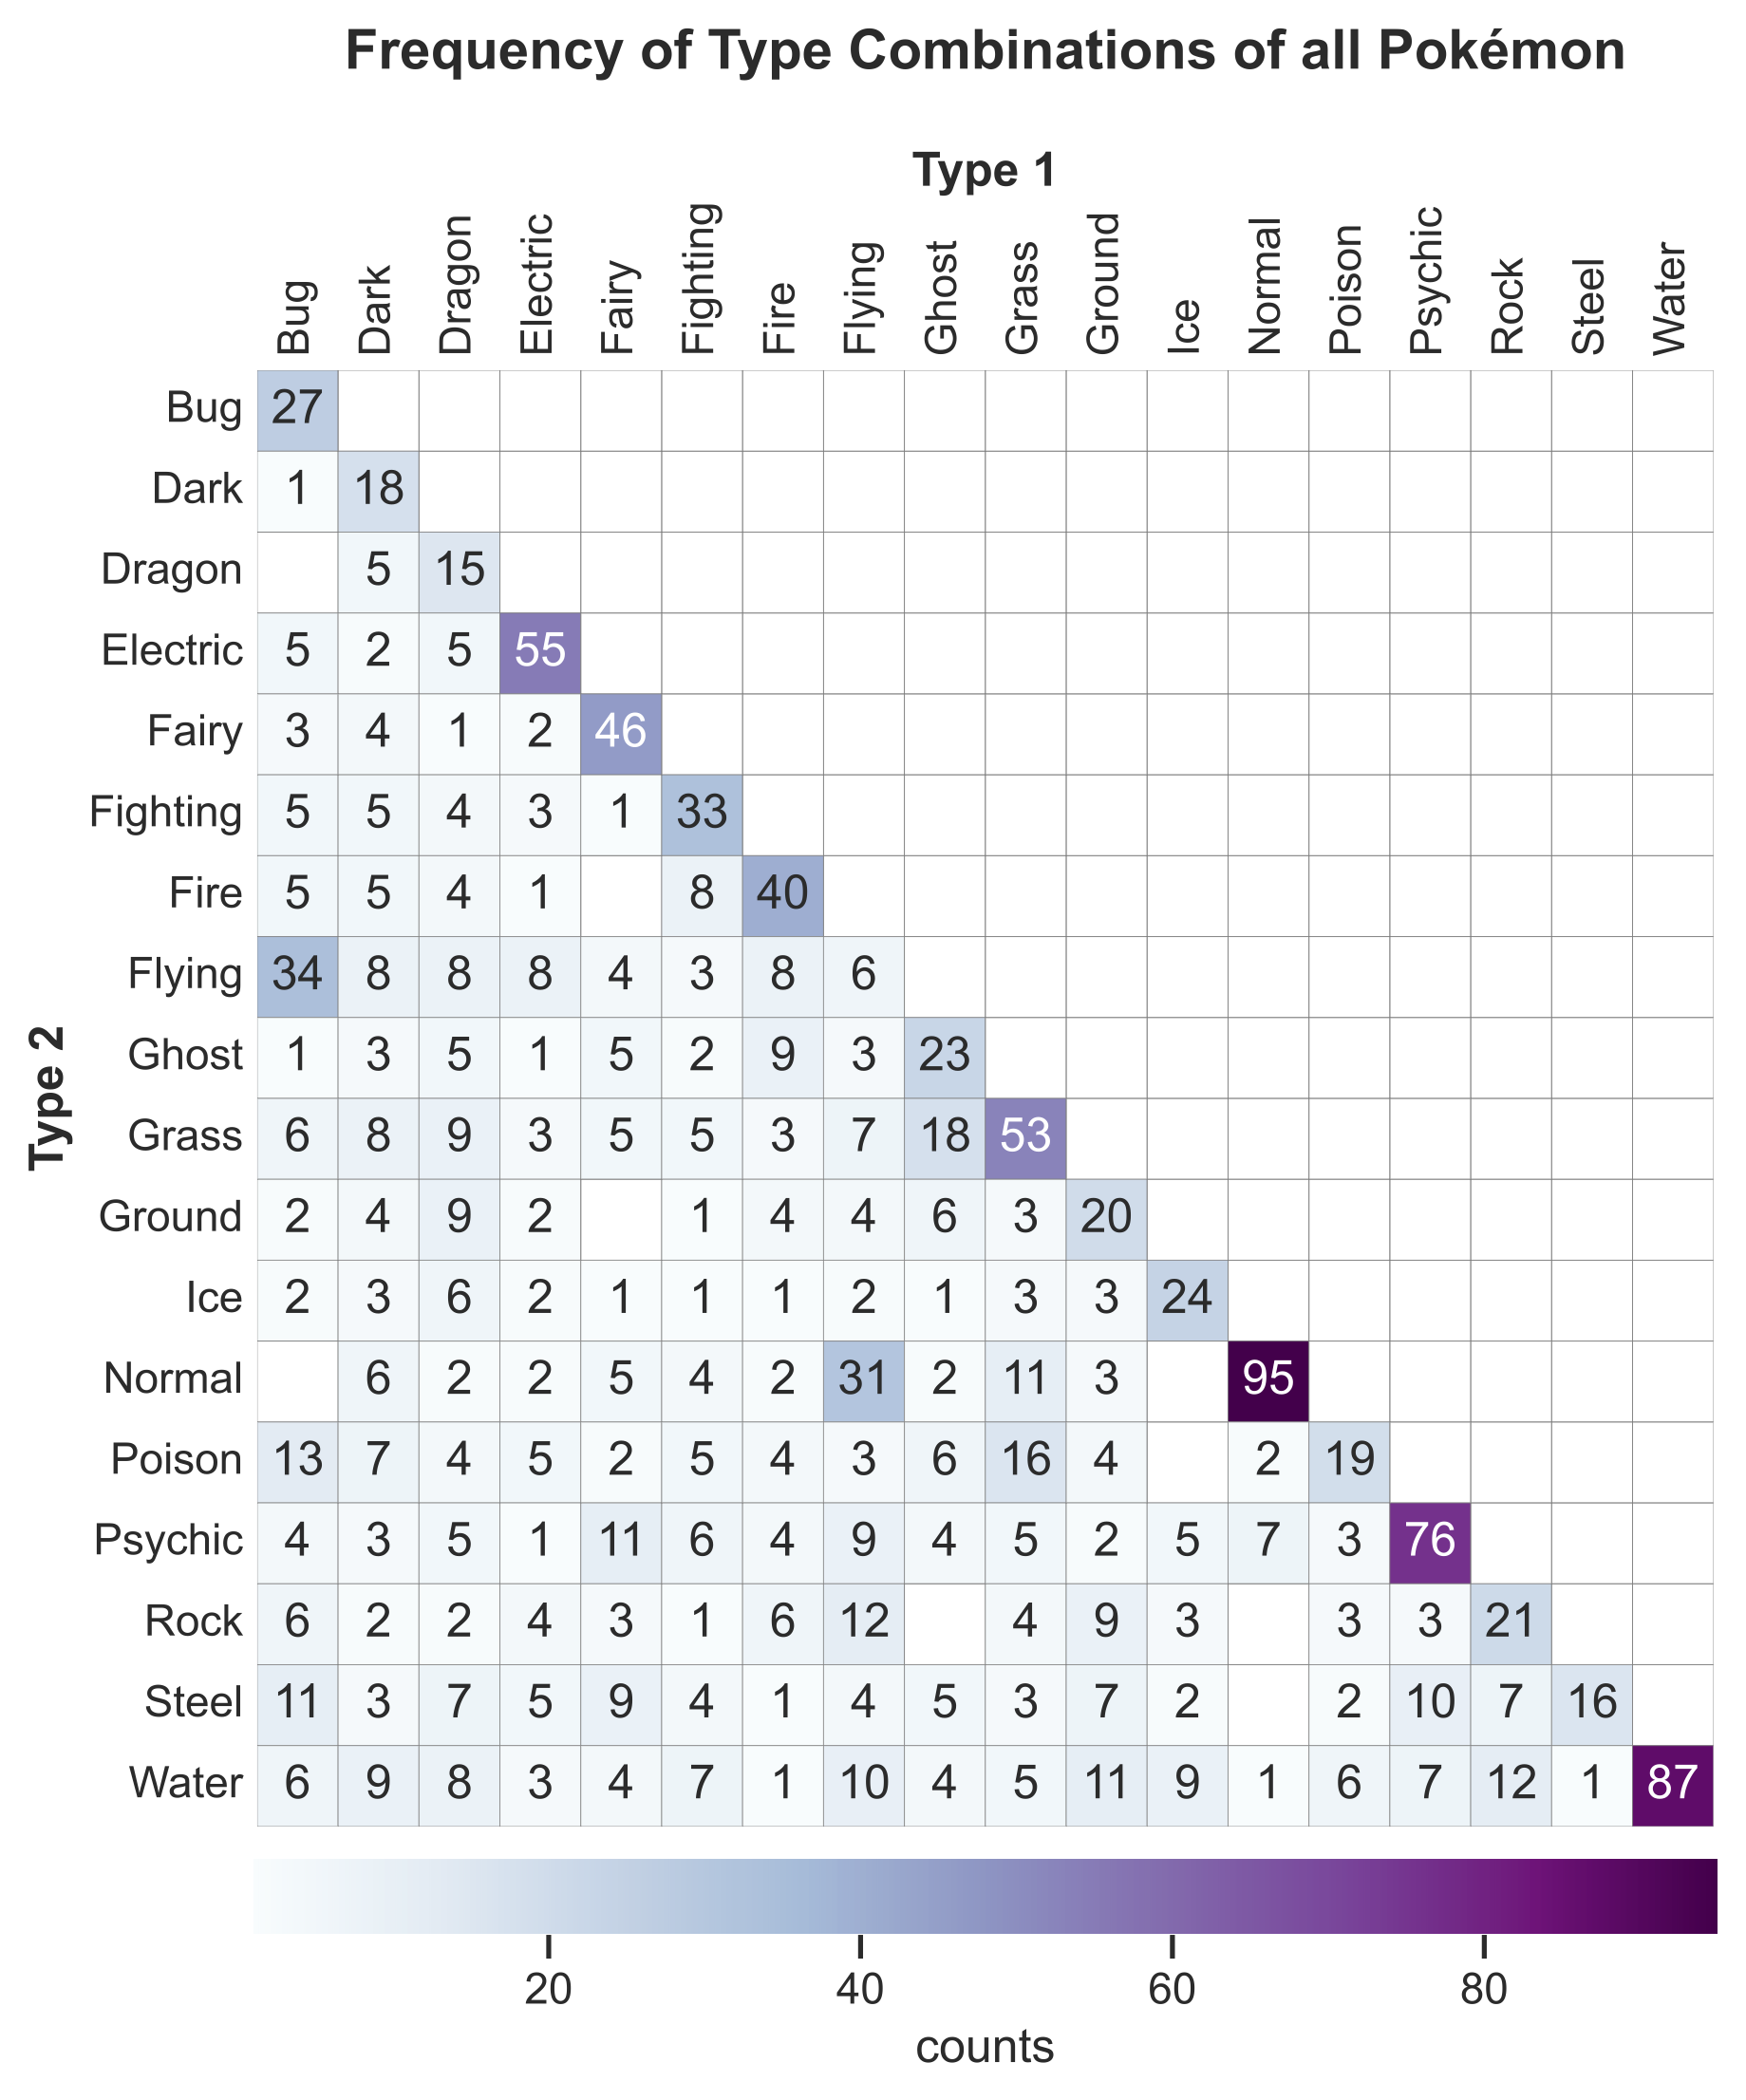 Frequency of Type Combinations of all Pokémon
Type 1
Bug Dark Dragon Electric Fairy Fighting Fire Flying Ghost Grass Ground Ice Normal Poison Psychic Rock Steel Water
Type 2
Bug 27
Dark 1 18
Dragon 5 15
Electric 5 2 5 55
Fairy 3 4 1 2 46
Fighting 5 5 4 3 1 33
Fire 5 5 4 1 8 40
Flying 34 8 8 8 4 3 8 6
Ghost 1 3 5 1 5 2 9 3 23
Grass 6 8 9 3 5 5 3 7 18 53
Ground 2 4 9 2 1 4 4 6 3 20
Ice 2 3 6 2 1 1 1 2 1 3 3 24
Normal 6 2 2 5 4 2 31 2 11 3 95
Poison 13 7 4 5 2 5 4 3 6 16 4 2 19
Psychic 4 3 5 1 11 6 4 9 4 5 2 5 7 3 76
Rock 6 2 2 4 3 1 6 12 4 9 3 3 3 21
Steel 11 3 7 5 9 4 1 4 5 3 7 2 2 10 7 16
Water 6 9 8 3 4 7 1 10 4 5 11 9 1 6 7 12 1 87
20 40 60 80
counts